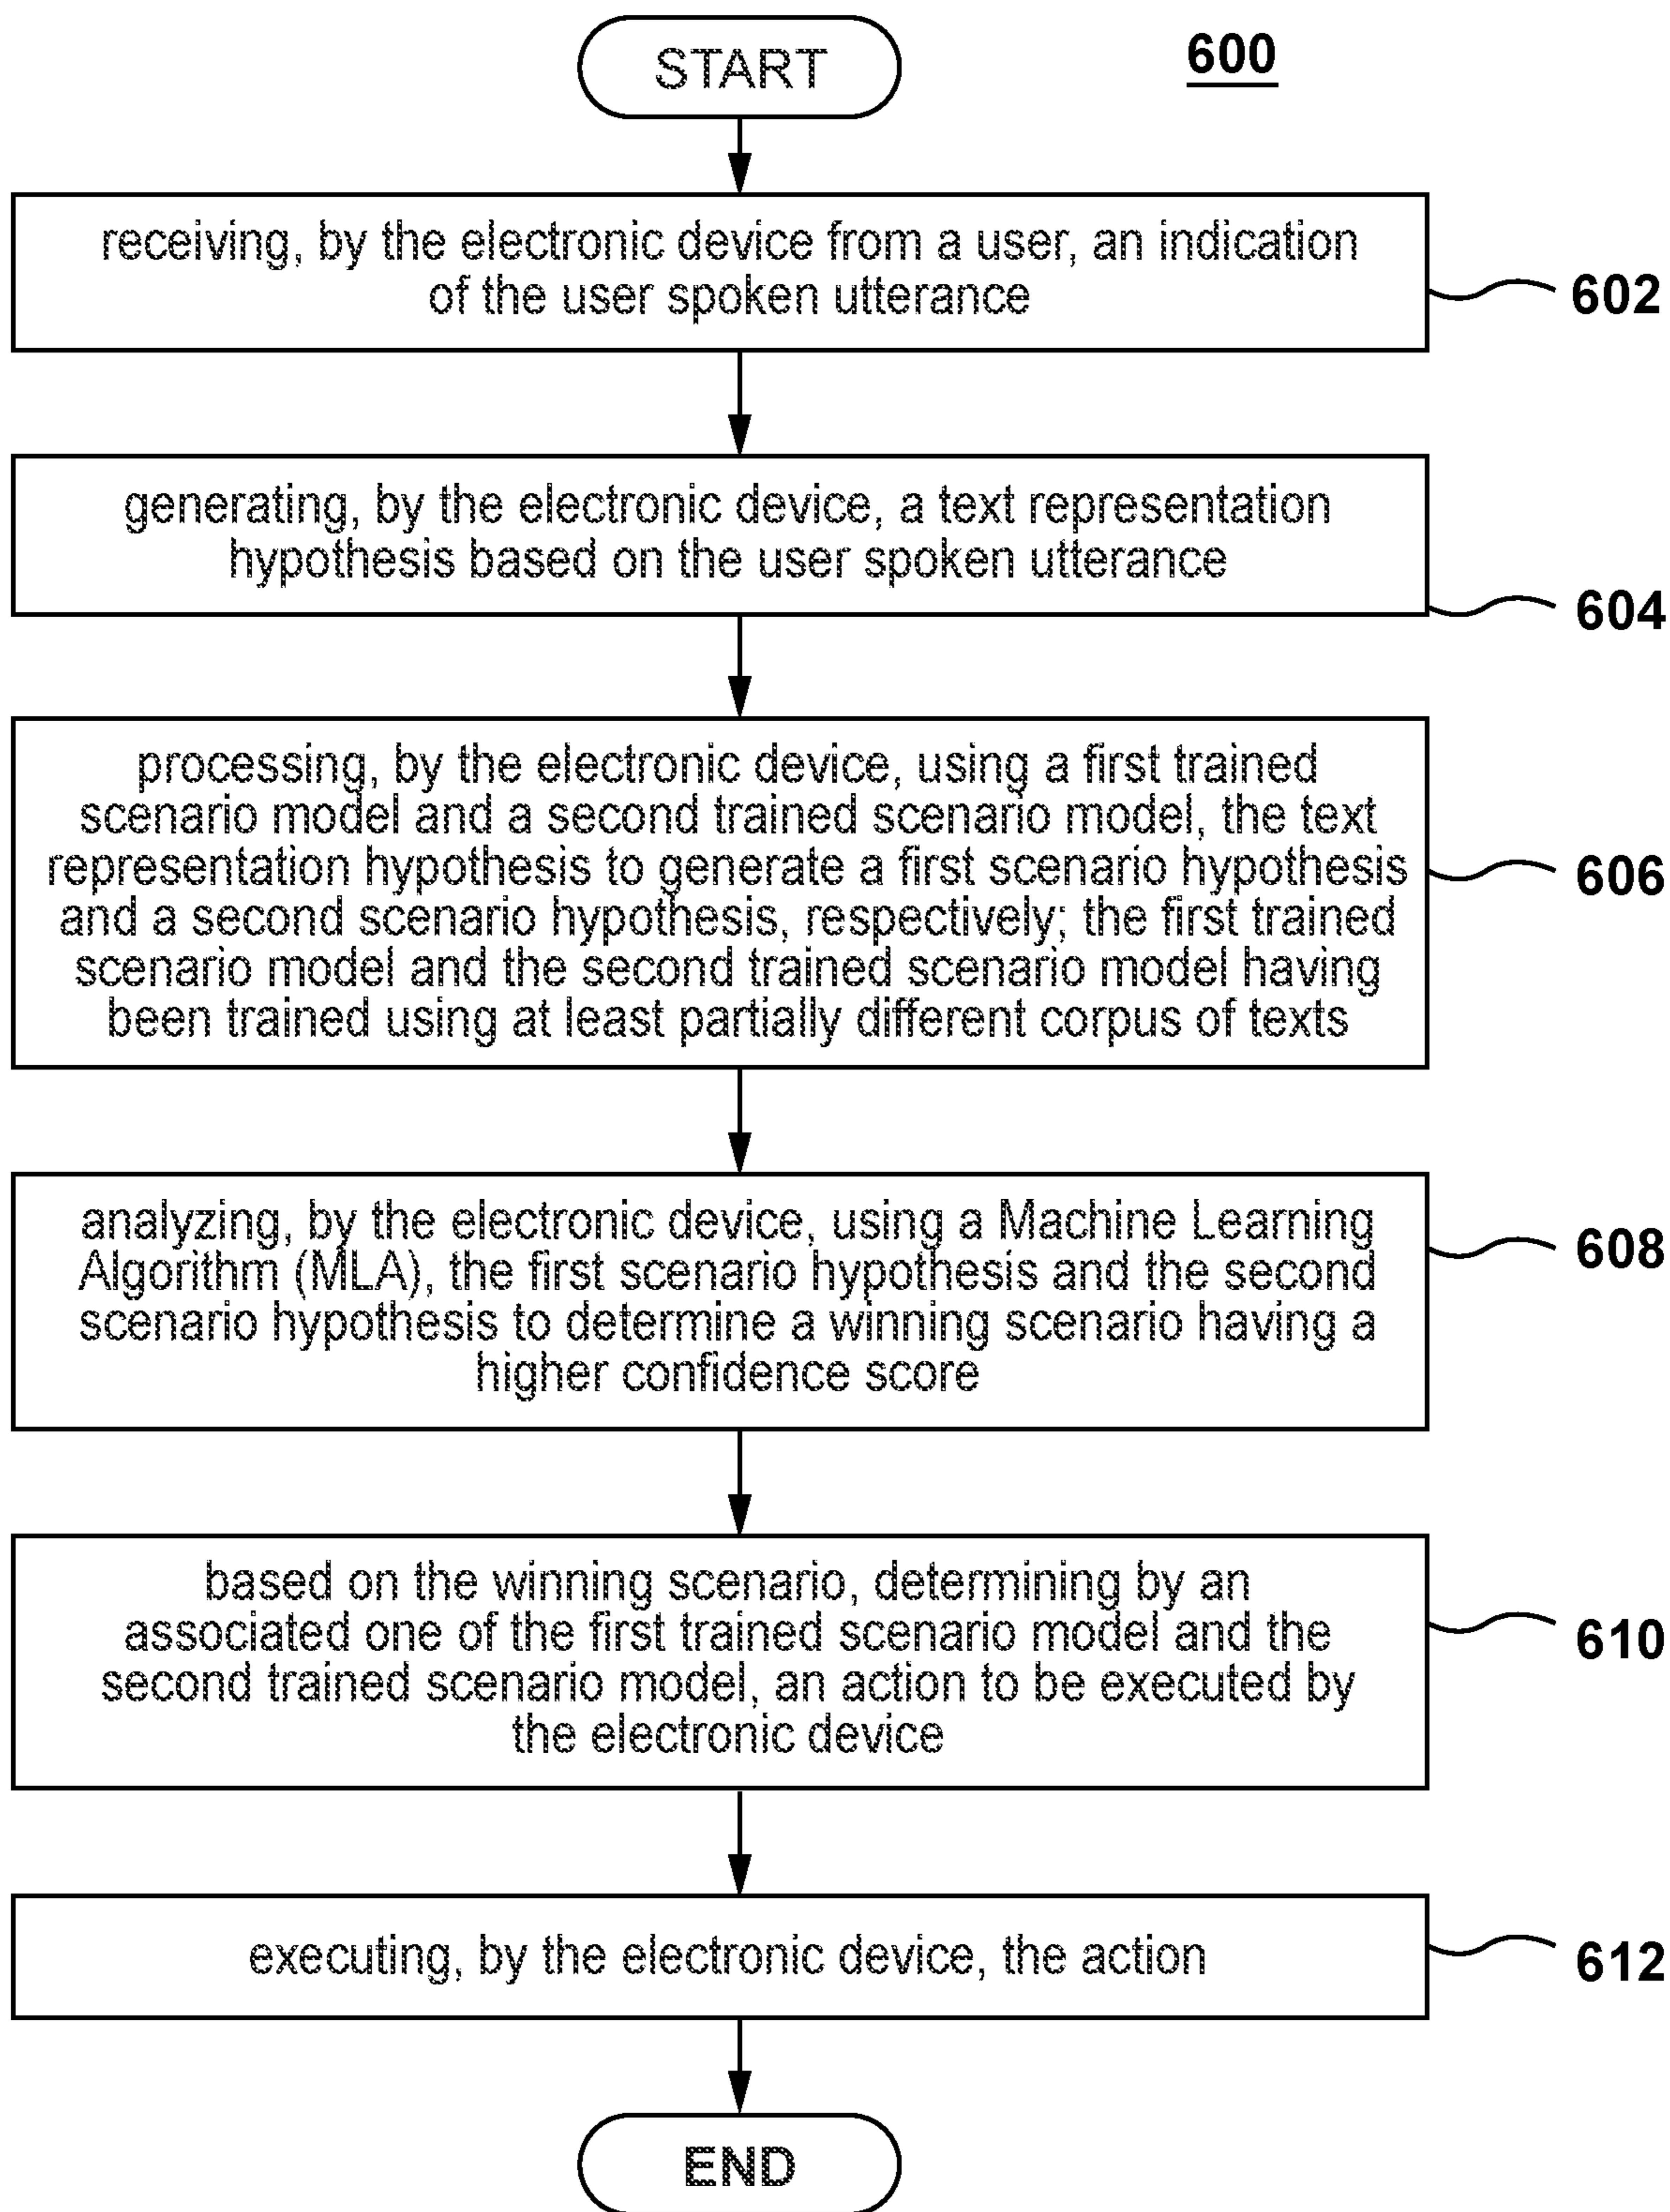 START
600
receiving, by the electronic device from a user, an indication
of the user spoken utterance
602
generating, by the electronic device, a text representation
hypothesis based on the user spoken utterance
604
processing, by the electronic device, using a first trained
scenario model and a second trained scenario model, the text
representation hypothesis to generate a first scenario hypothesis
and a second scenario hypothesis, respectively; the first trained
scenario model and the second trained scenario model having
been trained using at least partially different corpus of texts
606
analyzing, by the electronic device, using a Machine Learning
Algorithm (MLA), the first scenario hypothesis and the second
scenario hypothesis to determine a winning scenario having a
higher confidence score
608
based on the winning scenario, determining by an
associated one of the first trained scenario model and the
second trained scenario model, an action to be executed by
the electronic device
610
executing, by the electronic device, the action
612
END